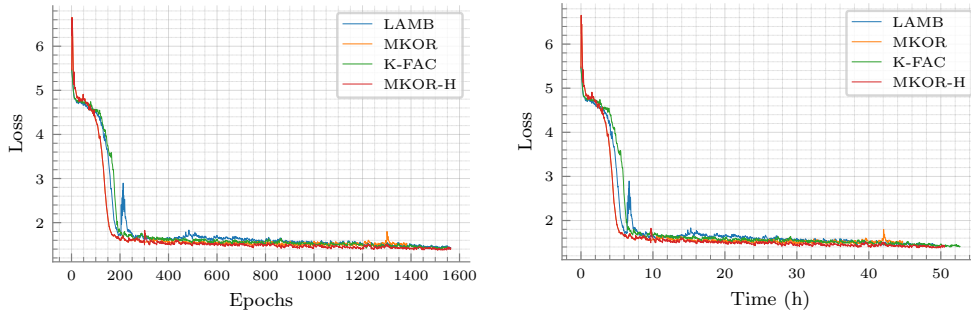 LAMB
MKOR
K-FAC
MKOR-H
6
5
4
3
2
Loss
0
200
400
600
800
1000
1200
1400
1600
Epochs
LAMB
MKOR
K-FAC
MKOR-H
6
5
4
3
2
Loss
0
10
20
30
40
50
Time (h)